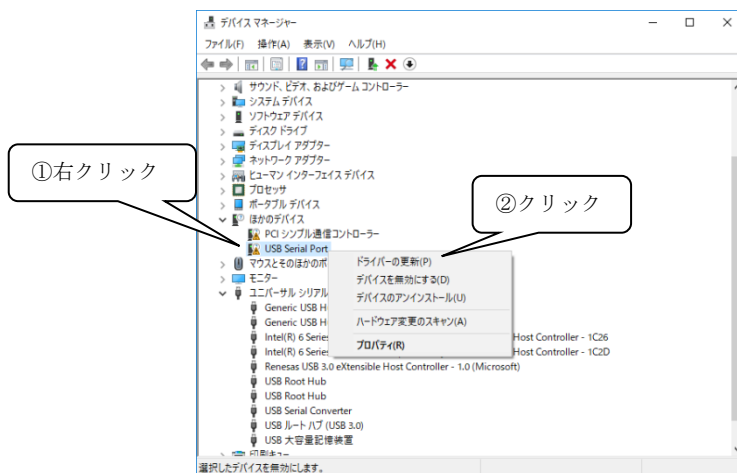 デバイス マネージャー
ファイル(F) 操作(A) 表示(V) ヘルプ(H)
サウンド、ビデオ、およびゲーム コントローラー
システム デバイス
ソフトウェア デバイス
ディスク ドライブ
ディスプレイ アダプター
ネットワーク アダプター
ヒューマン インターフェイス デバイス
プロセッサ
ポータブル デバイス
ほかのデバイス
PCI シンプル通信コントローラー
USB Serial Port
マウスとそのほかのポ
モニター
ユニバーサル シリアル
Generic USB H
Generic USB H
Intel(R) 6 Series Host Controller - 1C26
Intel(R) 6 Series Host Controller - 1C2D
Renesas USB 3.0 eXtensible Host Controller - 1.0 (Microsoft)
USB Root Hub
USB Root Hub
USB Serial Converter
USB ルート ハブ (USB 3.0)
USB 大容量記憶装置
印刷キュー
選択したデバイスを無効にします。
①右クリック
②クリック
ドライバーの更新(P)
デバイスを無効にする(D)
デバイスのアンインストール(U)
ハードウェア変更のスキャン(A)
プロパティ(R)